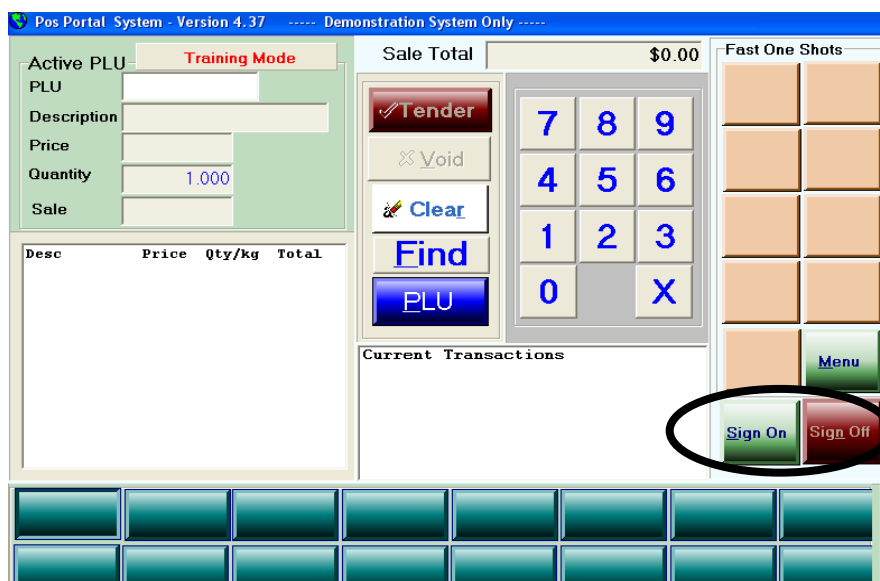 Pos Portal System - Version 4.37 ----- Demonstration System Only -----
Active PLU
Training Mode
PLU
Description
Price
Quantity 1.000
Sale
Desc Price Qty/kg Total
Sale Total $0.00
Tender
Void
Clear
Find
PLU
7 8 9
4 5 6
1 2 3
0 X
Current Transactions
Fast One Shots
Menu
Sign On Sign Off